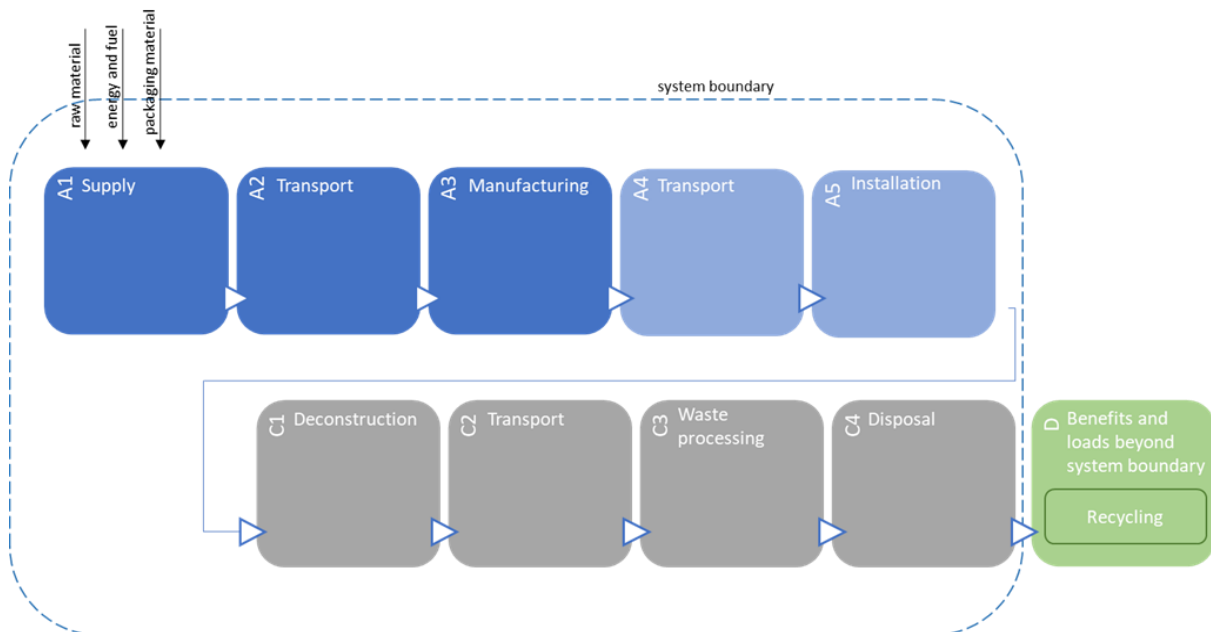 raw material
energy and fuel
packaging material
system boundary
A1 Supply
A2 Transport
A3 Manufacturing
A4 Transport
A5 Installation
C1 Deconstruction
C2 Transport
C3 Waste
processing
C4 Disposal
D Benefits and
loads beyond
system boundary
Recycling